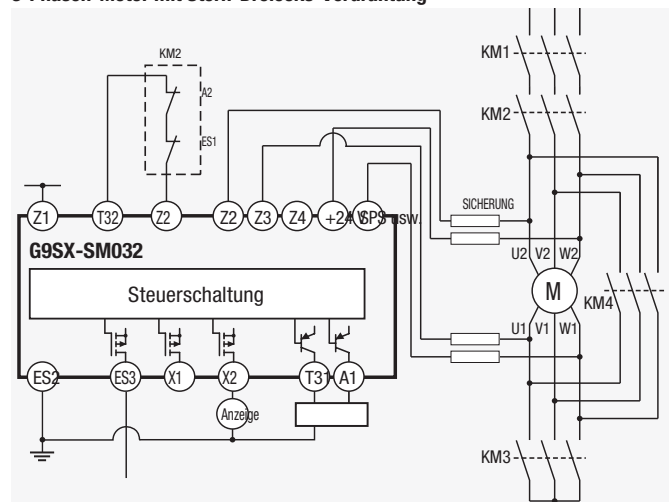 3-Phasen-Motor mit Stern-Dreiecks-Verdrahtung
KM2
A2
ES1
KM1
KM2
Z1
T32
Z2
Z2
Z3
Z4
+24 V
SPS usw.
SICHERUNG
G9SX-SM032
Steuerschaltung
U2 V2 W2
M
KM4
U1 V1 W1
ES2
ES3
X1
X2
T31
A1
Anzeige
KM3